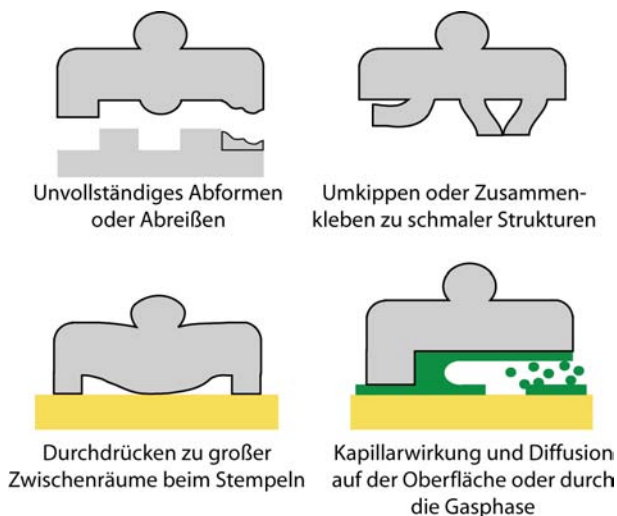 Unvollständiges Abformen
oder Abreißen
Umkippen oder Zusammen-
kleben zu schmaler Strukturen
Durchdrücken zu großer
Zwischenräume beim Stempeln
Kapillarwirkung und Diffusion
auf der Oberfläche oder durch
die Gasphase